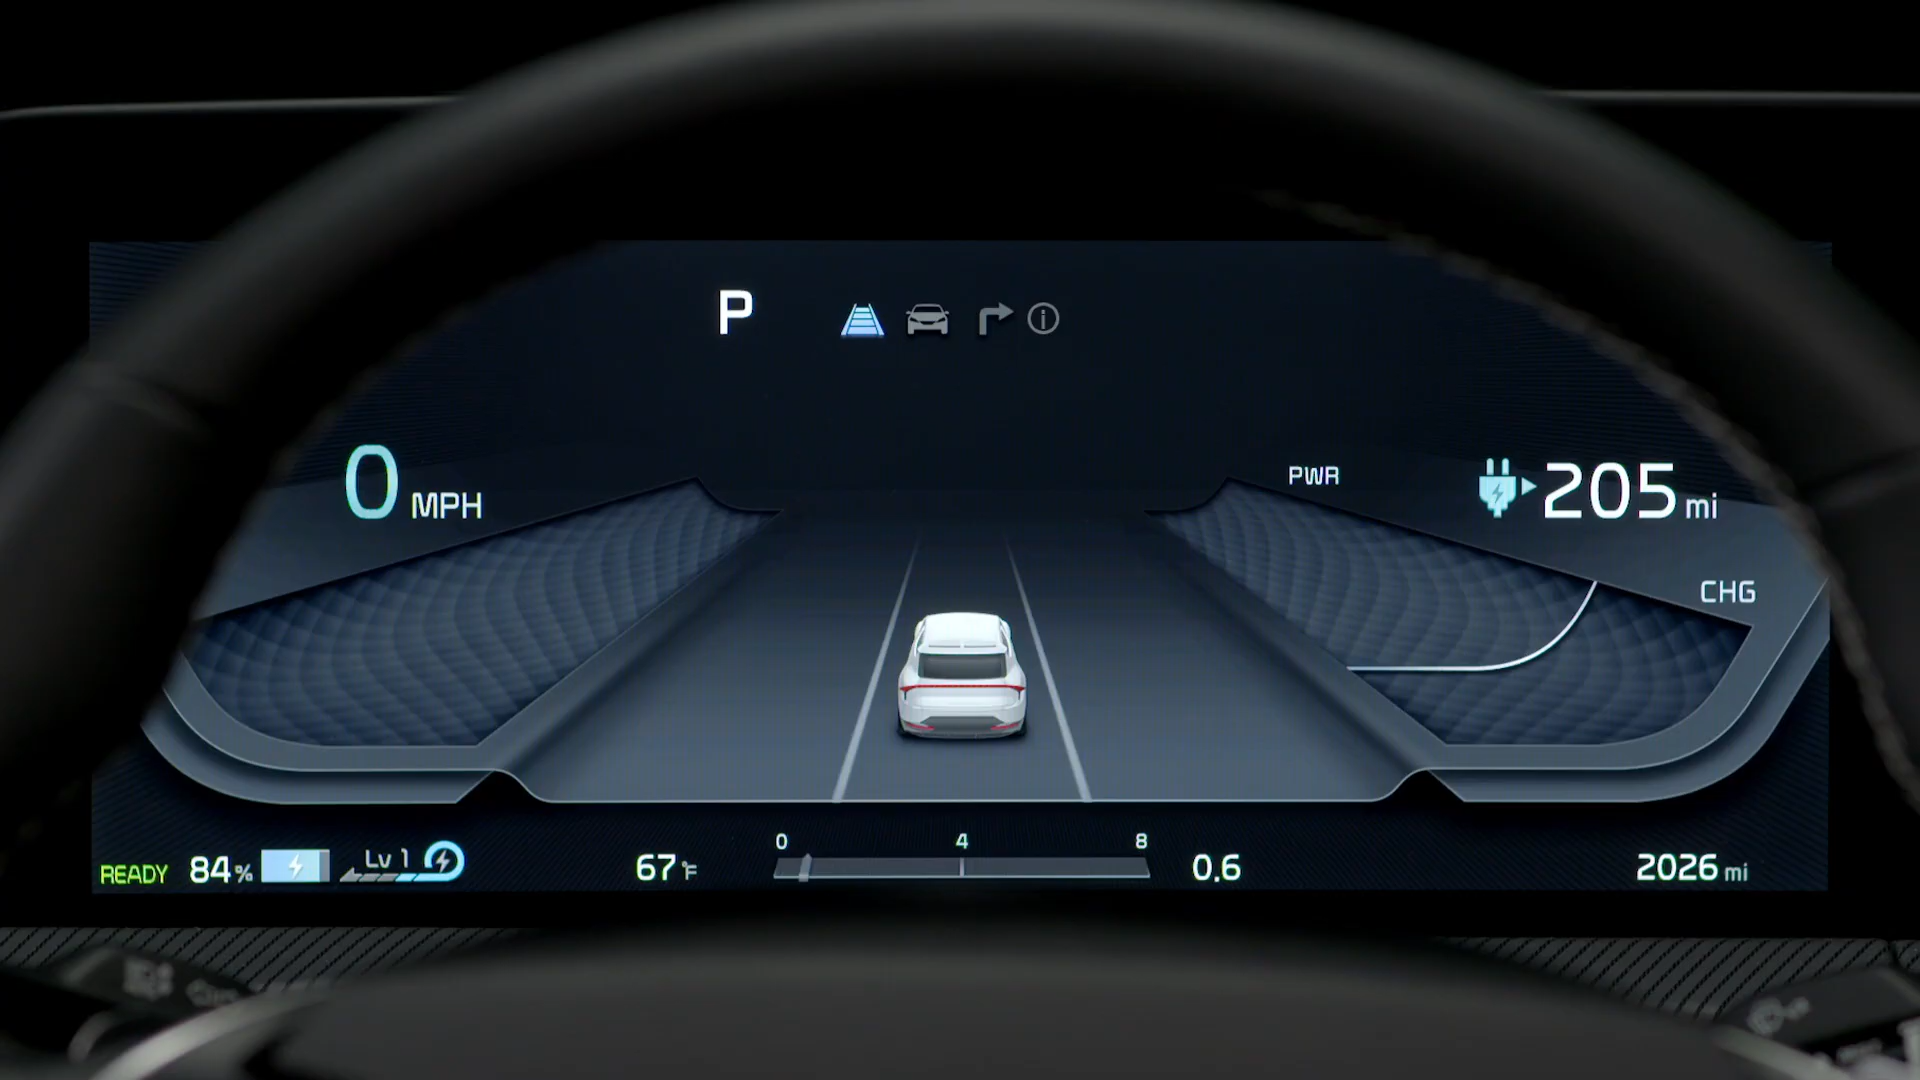 P
0 MPH
PWR
205 mi
CHG
READY 84% Lv 1
67°F
0 4 8
0.6
2026 mi